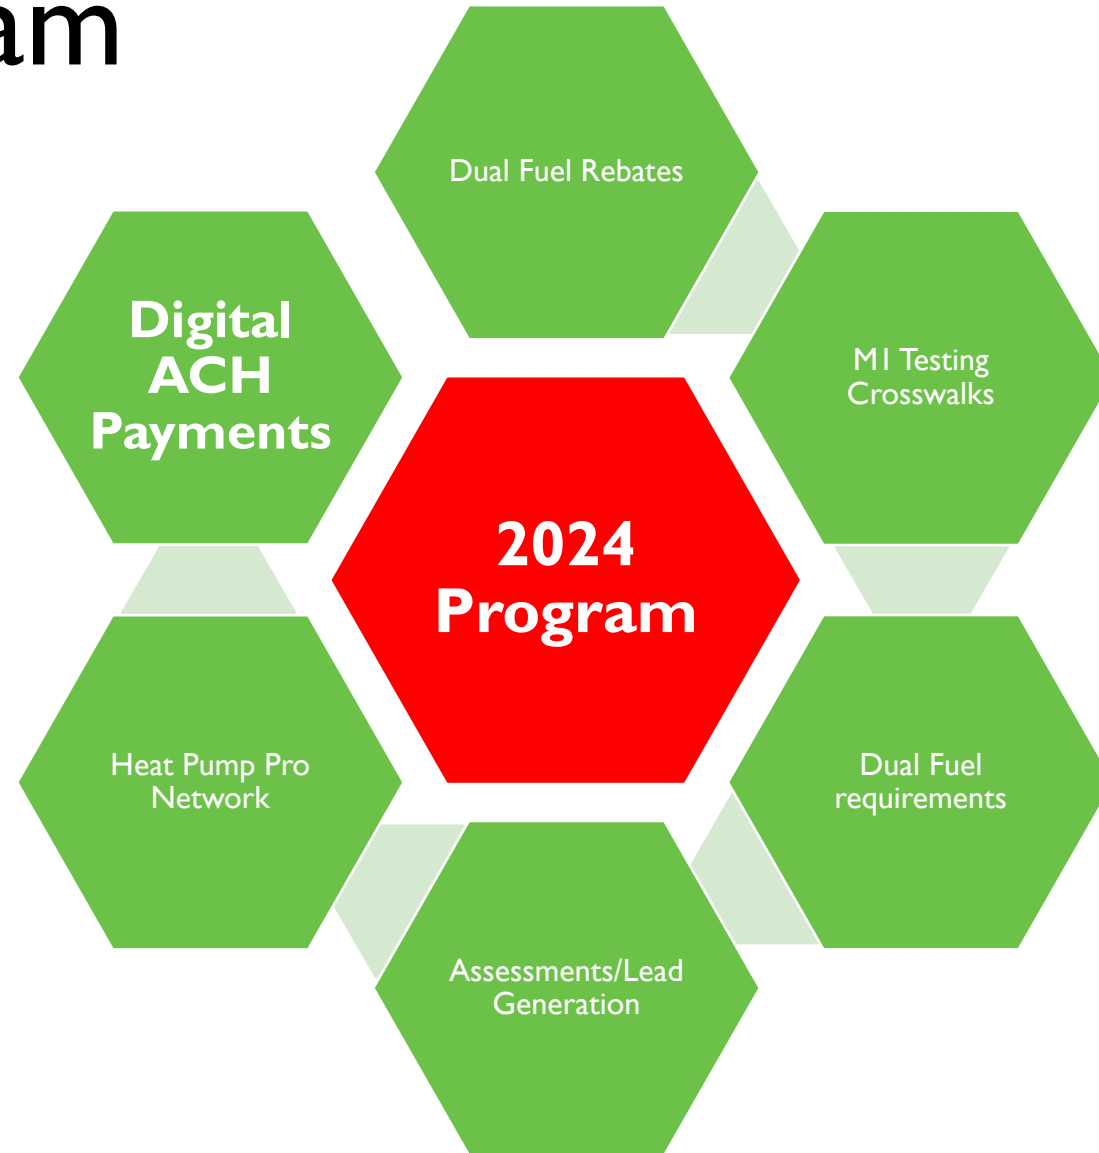 am
Dual Fuel Rebates
Digital
ACH
Payments
M1 Testing
Crosswalks
2024
Program
Heat Pump Pro
Network
Dual Fuel
requirements
Assessments/Lead
Generation